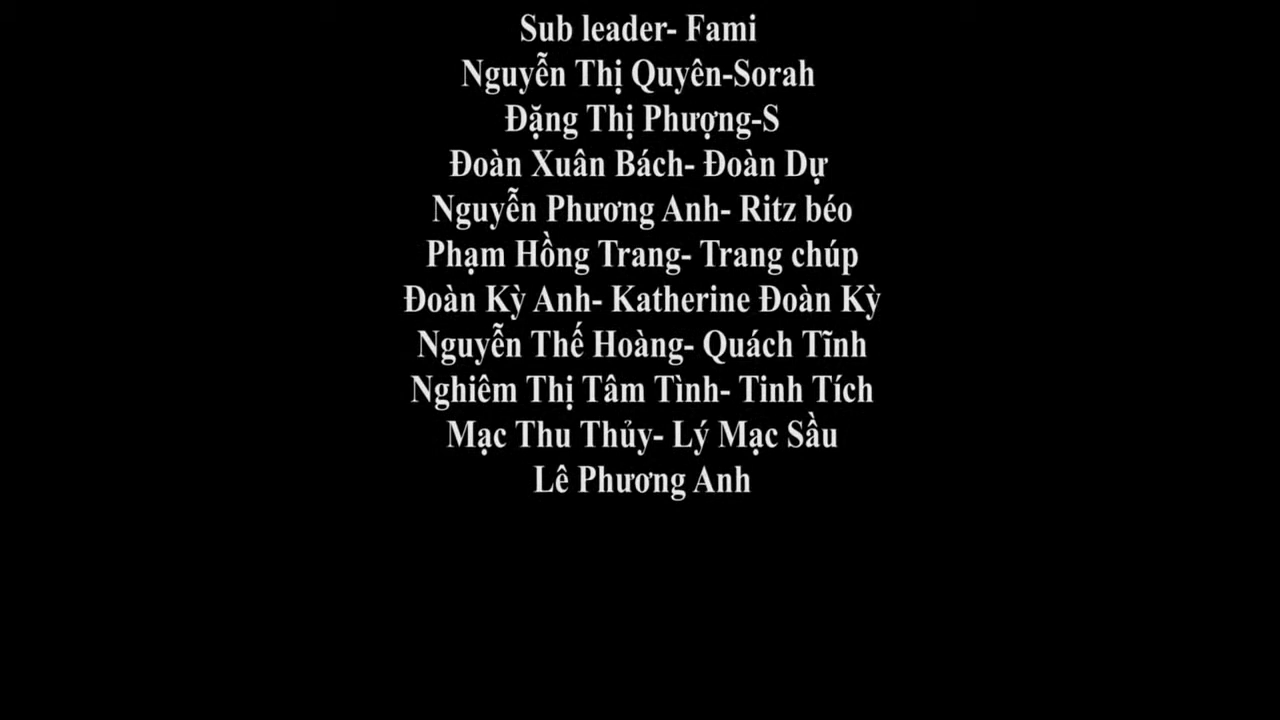 Sub leader- Fami
Nguyễn Thị Quyên-Sorah
Đặng Thị Phượng-S
Đoàn Xuân Bách- Đoàn Dự
Nguyễn Phương Anh- Ritz béo
Phạm Hồng Trang- Trang chúp
Đoàn Kỳ Anh- Katherine Đoàn Kỳ
Nguyễn Thế Hoàng- Quách Tĩnh
Nghiêm Thị Tâm Tình- Tinh Tích
Mạc Thu Thủy- Lý Mạc Sầu
Lê Phương Anh